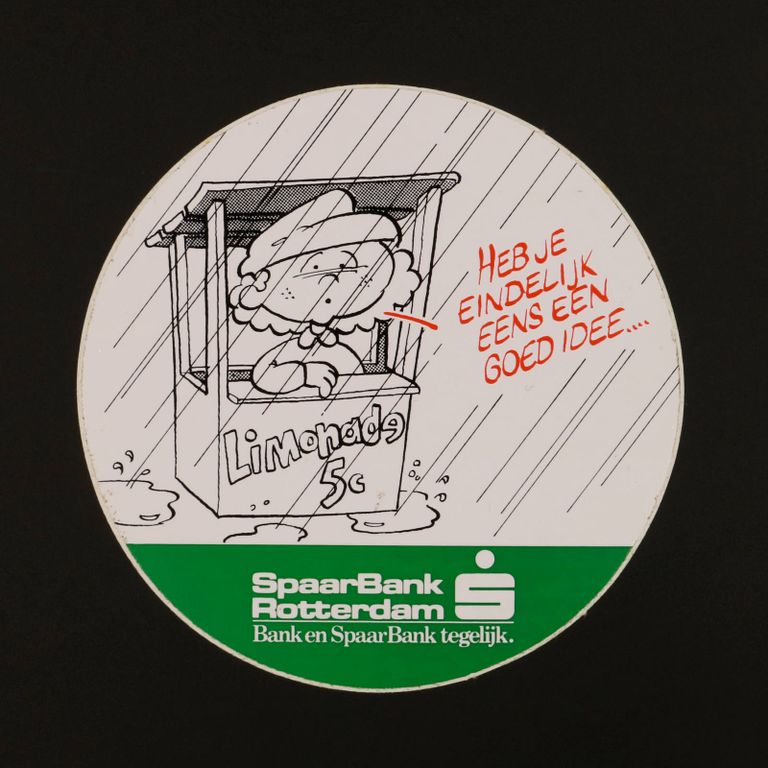 HEB JE
EINDELIJK
EENS EEN
GOED IDEE....
LiMonade
5c
SpaarBank
Rotterdam
Bank en SpaarBank tegelijk.